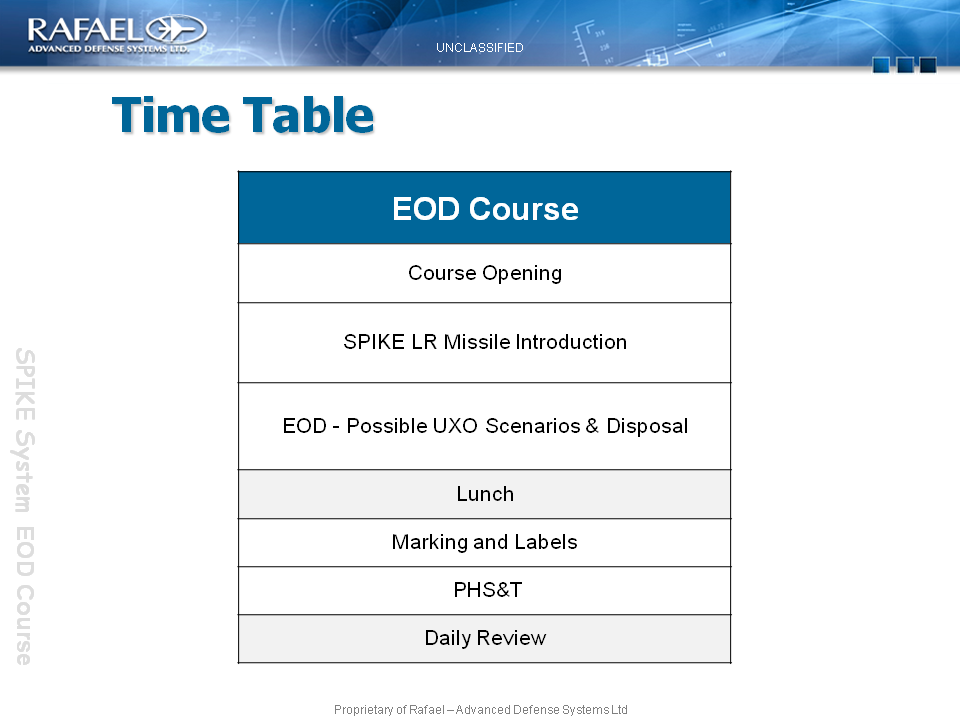 RAFAEL
ADVANCED DEFENSE SYSTEMS LTD.
UNCLASSIFIED
Time Table
EOD Course
Course Opening
SPIKE LR Missile Introduction
EOD - Possible UXO Scenarios & Disposal
Lunch
Marking and Labels
PHS&T
Daily Review
SPIKE System EOD Course
Proprietary of Rafael – Advanced Defense Systems Ltd